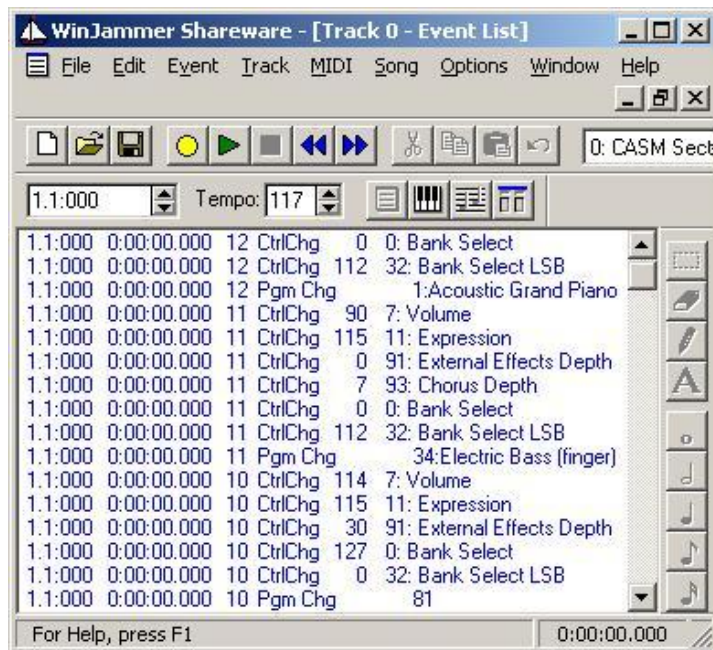 WinJammer Shareware - [Track 0 - Event List]
File Edit Event Track MIDI Song Options Window Help
0: CASM Sect
1.1:000 Tempo: 117
1.1:000 0:00:00.000 12 CtrlChg 0 0: Bank Select
1.1:000 0:00:00.000 12 CtrlChg 112 32: Bank Select LSB
1.1:000 0:00:00.000 12 Pgm Chg 1:Acoustic Grand Piano
1.1:000 0:00:00.000 11 CtrlChg 90 7: Volume
1.1:000 0:00:00.000 11 CtrlChg 115 11: Expression
1.1:000 0:00:00.000 11 CtrlChg 0 91: External Effects Depth
1.1:000 0:00:00.000 11 CtrlChg 7 93: Chorus Depth
1.1:000 0:00:00.000 11 CtrlChg 0 0: Bank Select
1.1:000 0:00:00.000 11 CtrlChg 112 32: Bank Select LSB
1.1:000 0:00:00.000 11 Pgm Chg 34:Electric Bass (finger)
1.1:000 0:00:00.000 10 CtrlChg 114 7: Volume
1.1:000 0:00:00.000 10 CtrlChg 115 11: Expression
1.1:000 0:00:00.000 10 CtrlChg 30 91: External Effects Depth
1.1:000 0:00:00.000 10 CtrlChg 127 0: Bank Select
1.1:000 0:00:00.000 10 CtrlChg 0 32: Bank Select LSB
1.1:000 0:00:00.000 10 Pgm Chg 81
A
For Help, press F1 0:00:00.000